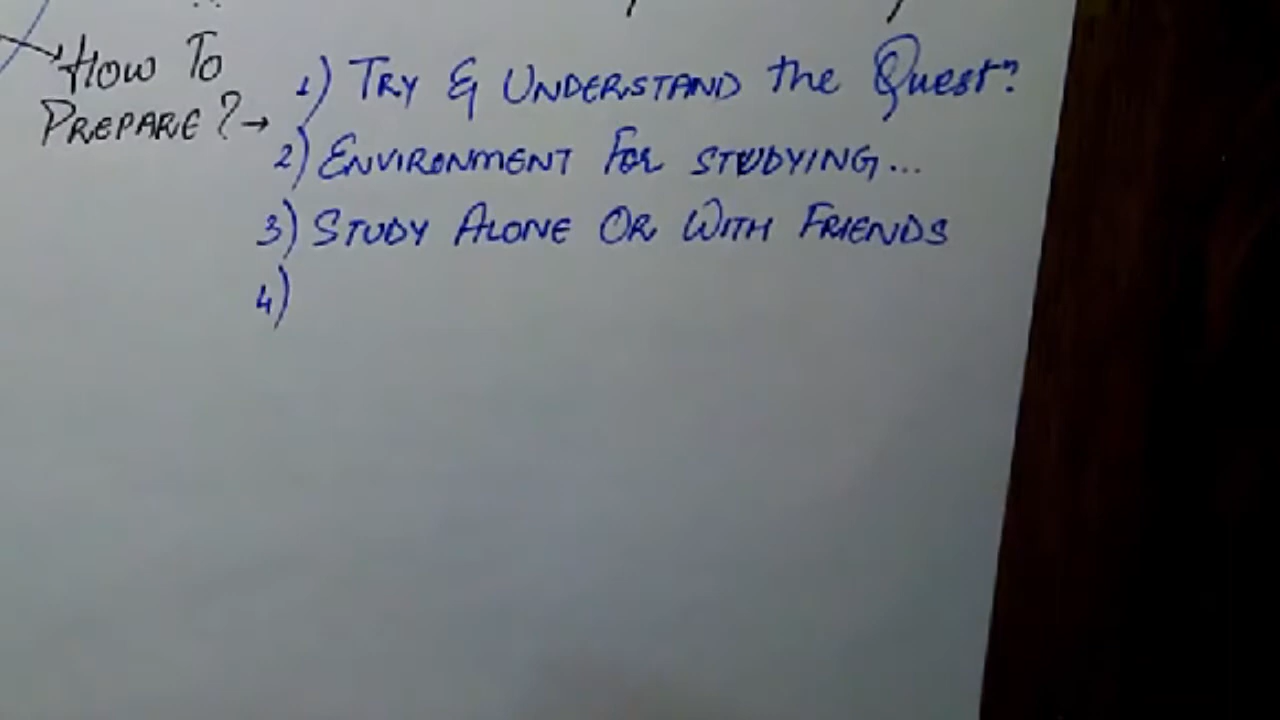 How To
PREPARE? →
1) TRY & UNDERSTAND the Quest?
2) ENVIRONMENT For STUDYING...
3) STUDY ALONE OR WITH FRIENDS
4)